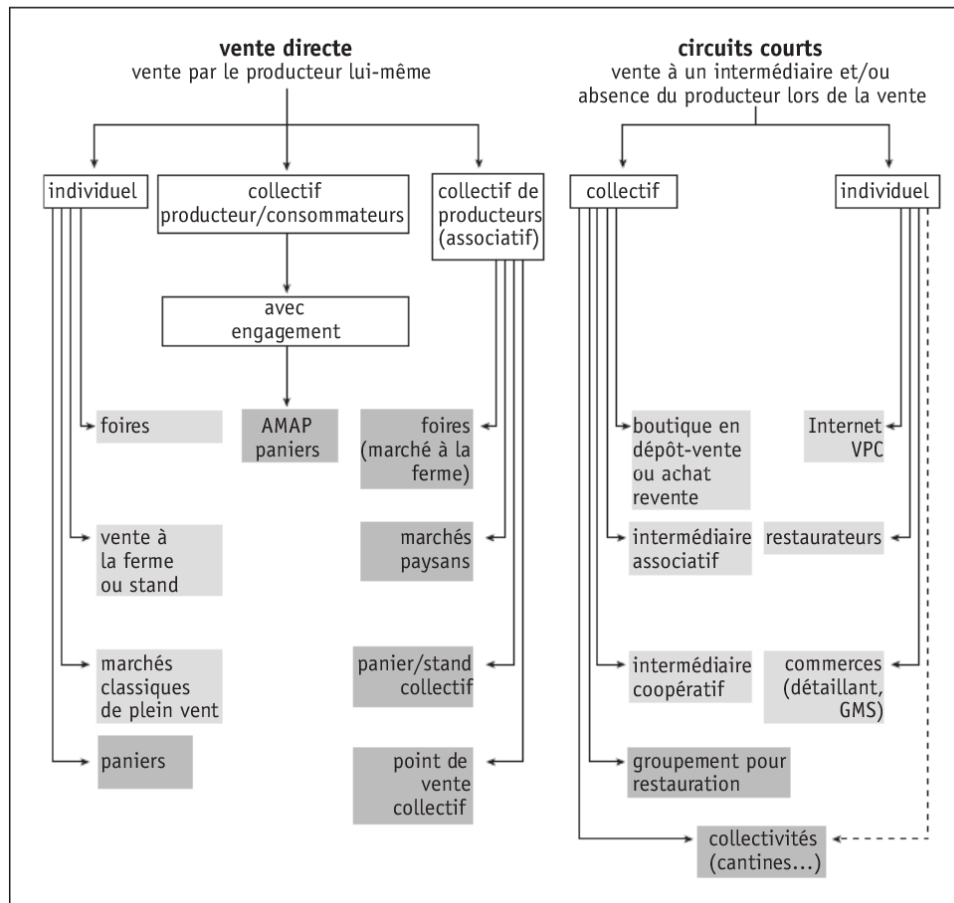 vente directe
vente par le producteur lui-même
circuits courts
vente à un intermédiaire et/ou
absence du producteur lors de la vente
individuel
collectif
producteur/consommateurs
collectif de
producteurs
(associatif)
collectif
individuel
avec
engagement
foires
AMAP
paniers
foires
(marché à la
ferme)
boutique en
dépôt-vente
ou achat
revente
Internet
VPC
vente à
la ferme
ou stand
marchés
paysans
intermédiaire
associatif
restaurateurs
marchés
classiques
de plein vent
panier/stand
collectif
intermédiaire
coopératif
commerces
(détaillant,
GMS)
paniers
point de
vente
collectif
groupement pour
restauration
collectivités
(cantines...)